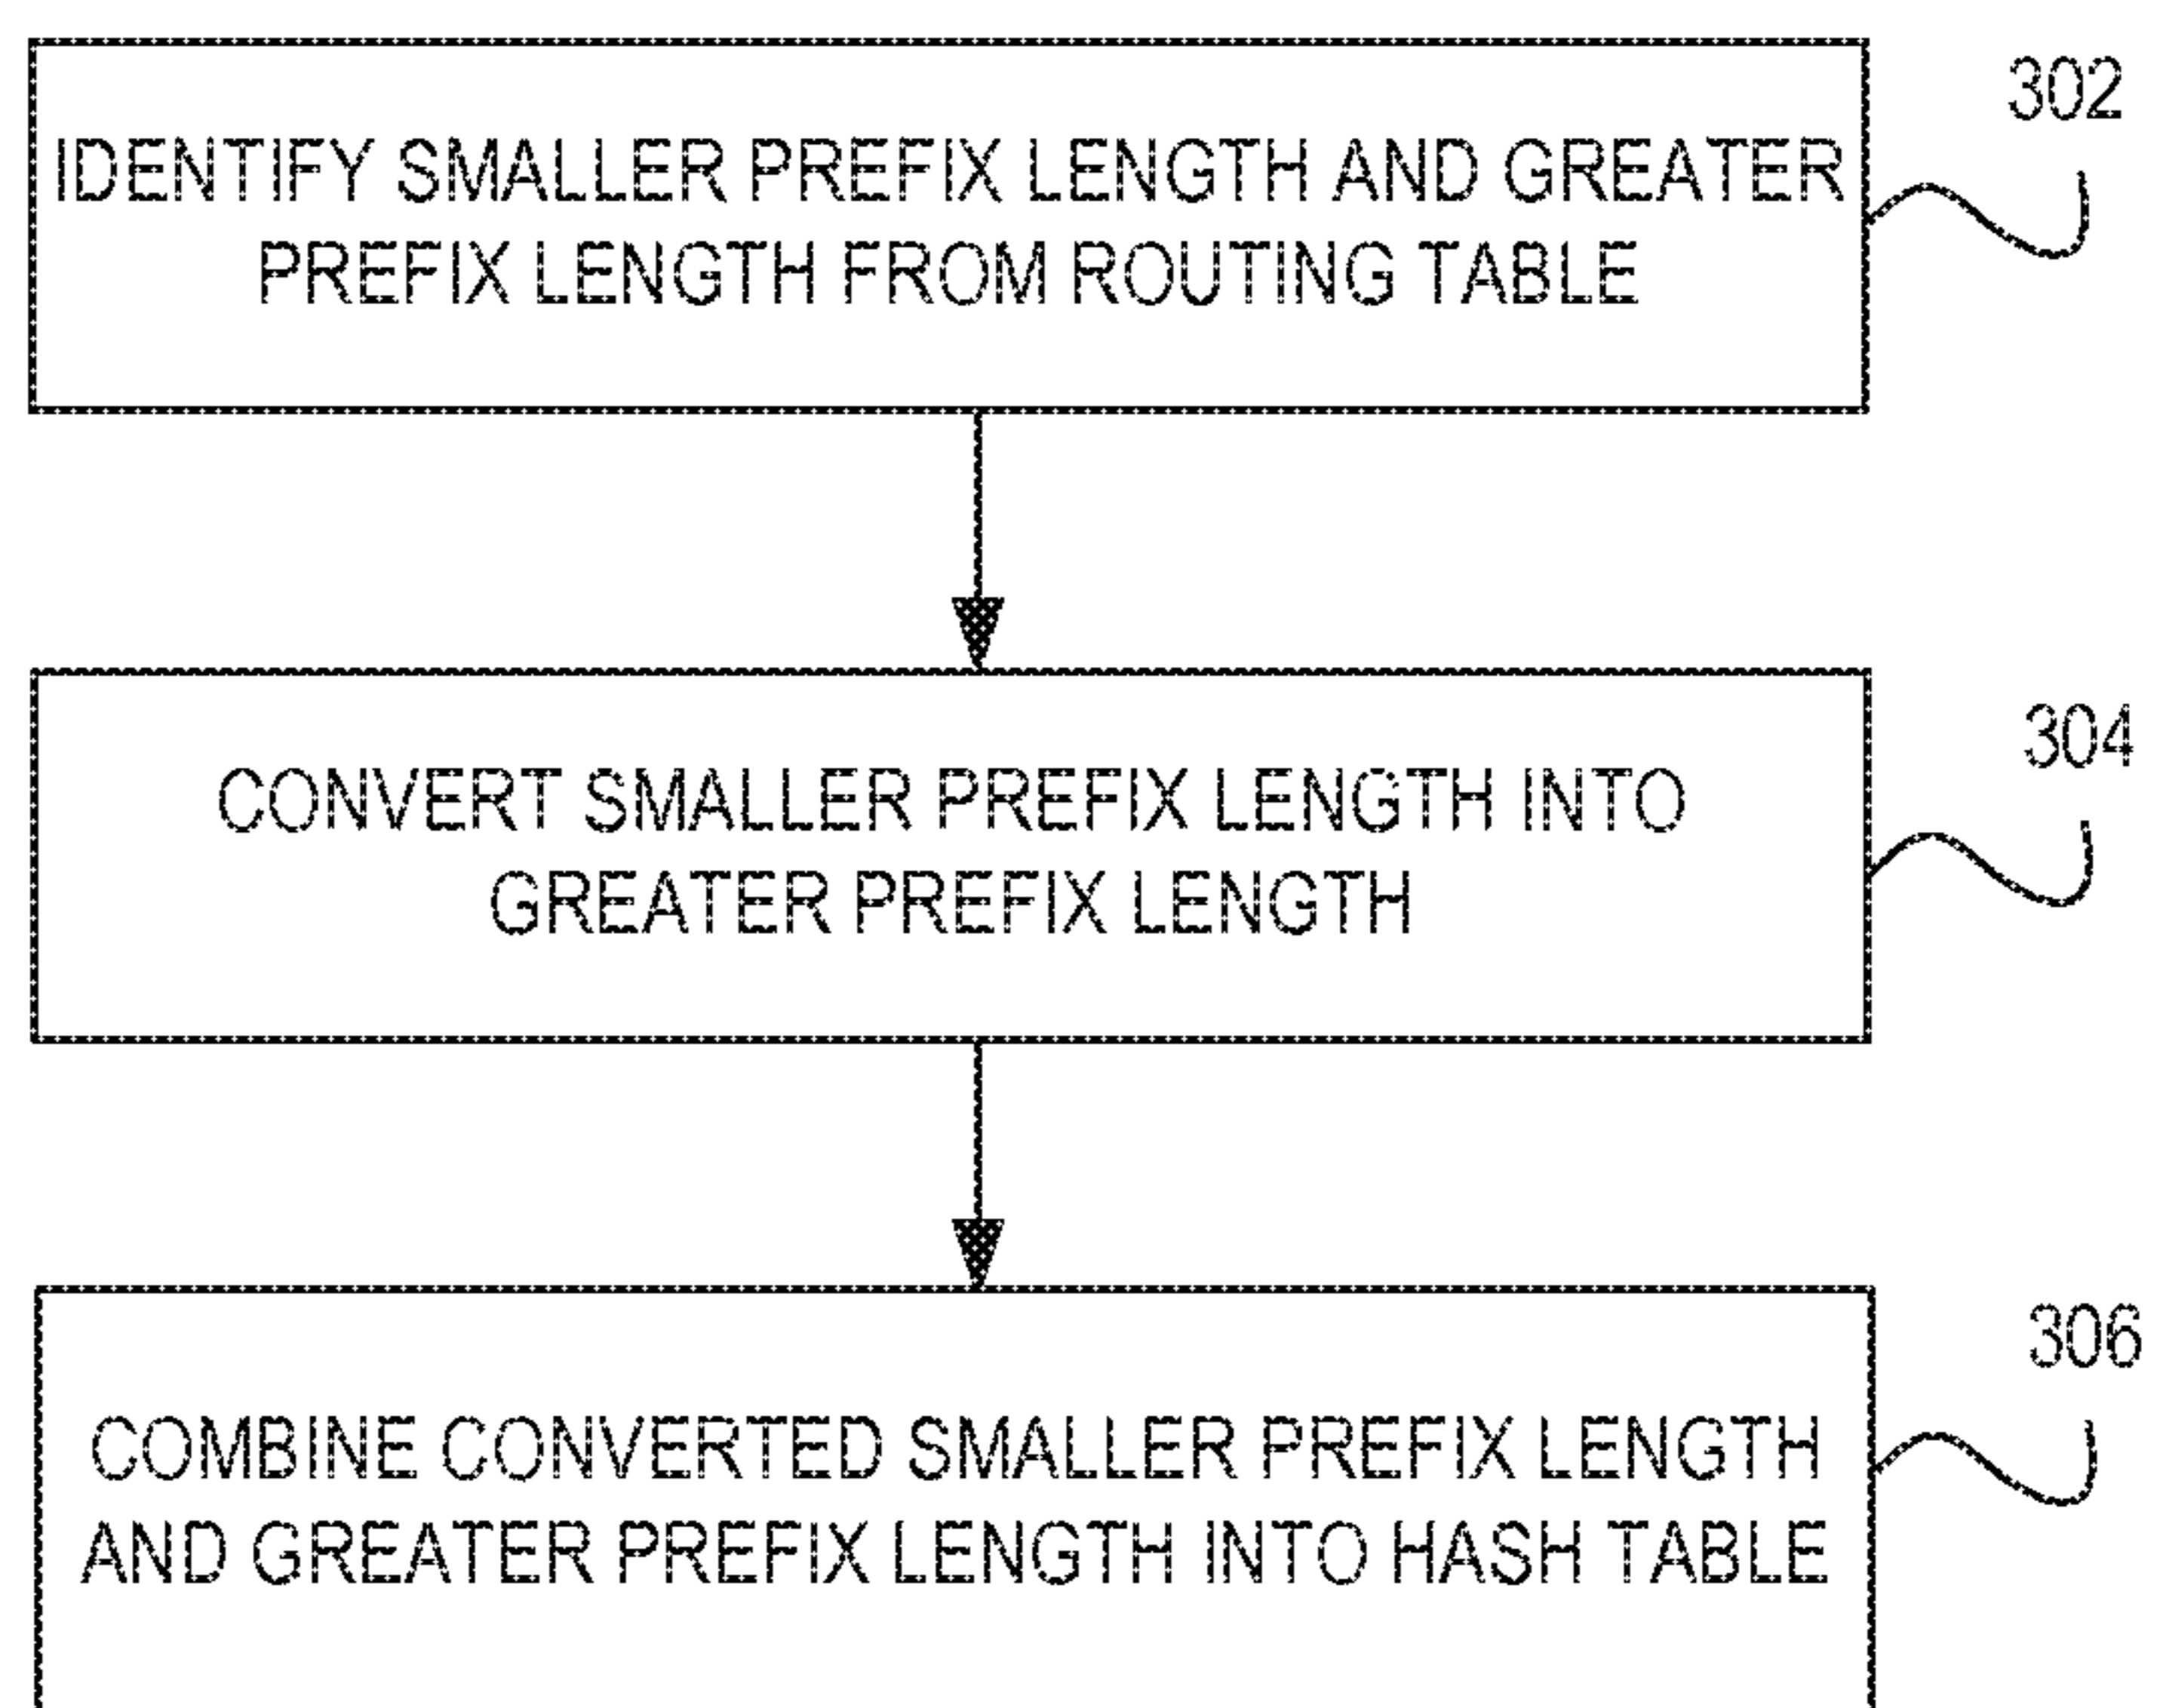 302
IDENTIFY SMALLER PREFIX LENGTH AND GREATER
PREFIX LENGTH FROM ROUTING TABLE
304
CONVERT SMALLER PREFIX LENGTH INTO
GREATER PREFIX LENGTH
306
COMBINE CONVERTED SMALLER PREFIX LENGTH
AND GREATER PREFIX LENGTH INTO HASH TABLE